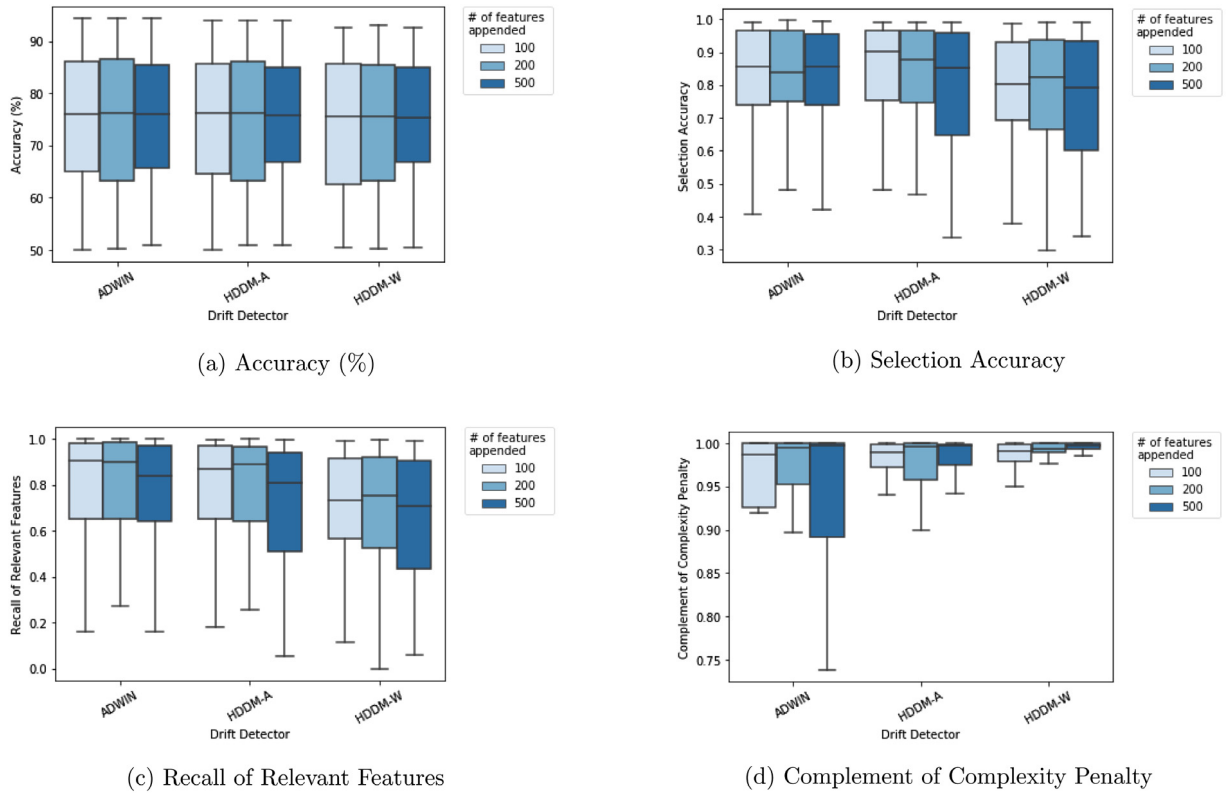 90
80
70
60
50
Accuracy (%)
ADWIN
HDDM-A
HDDM-W
Drift Detector
# of features
appended
100
200
500
(a) Accuracy (%)
1.0
0.9
0.8
0.7
0.6
0.5
0.4
0.3
Selection Accuracy
ADWIN
HDDM-A
HDDM-W
Drift Detector
# of features
appended
100
200
500
(b) Selection Accuracy
1.0
0.8
0.6
0.4
0.2
0.0
Recall of Relevant Features
ADWIN
HDDM-A
HDDM-W
Drift Detector
# of features
appended
100
200
500
(c) Recall of Relevant Features
1.00
0.95
0.90
0.85
0.80
0.75
Complement of Complexity Penalty
ADWIN
HDDM-A
HDDM-W
Drift Detector
# of features
appended
100
200
500
(d) Complement of Complexity Penalty